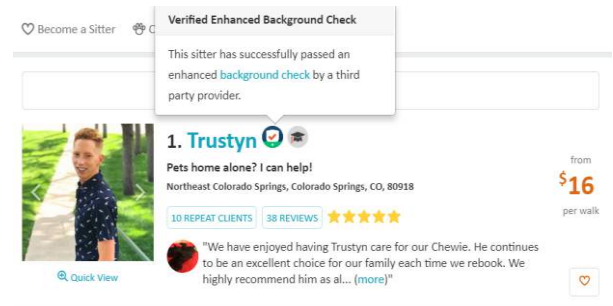 Verified Enhanced Background Check
Become a Sitter
This sitter has successfully passed an
enhanced background check by a third
party provider.
1. Trustyn
Pets home alone? I can help!
Northeast Colorado Springs, Colorado Springs, CO, 80918
from
$16
per walk
10 REPEAT CLIENTS 38 REVIEWS
"We have enjoyed having Trustyn care for our Chewie. He continues
to be an excellent choice for our family each time we rebook. We
highly recommend him as al... (more)"
Quick View